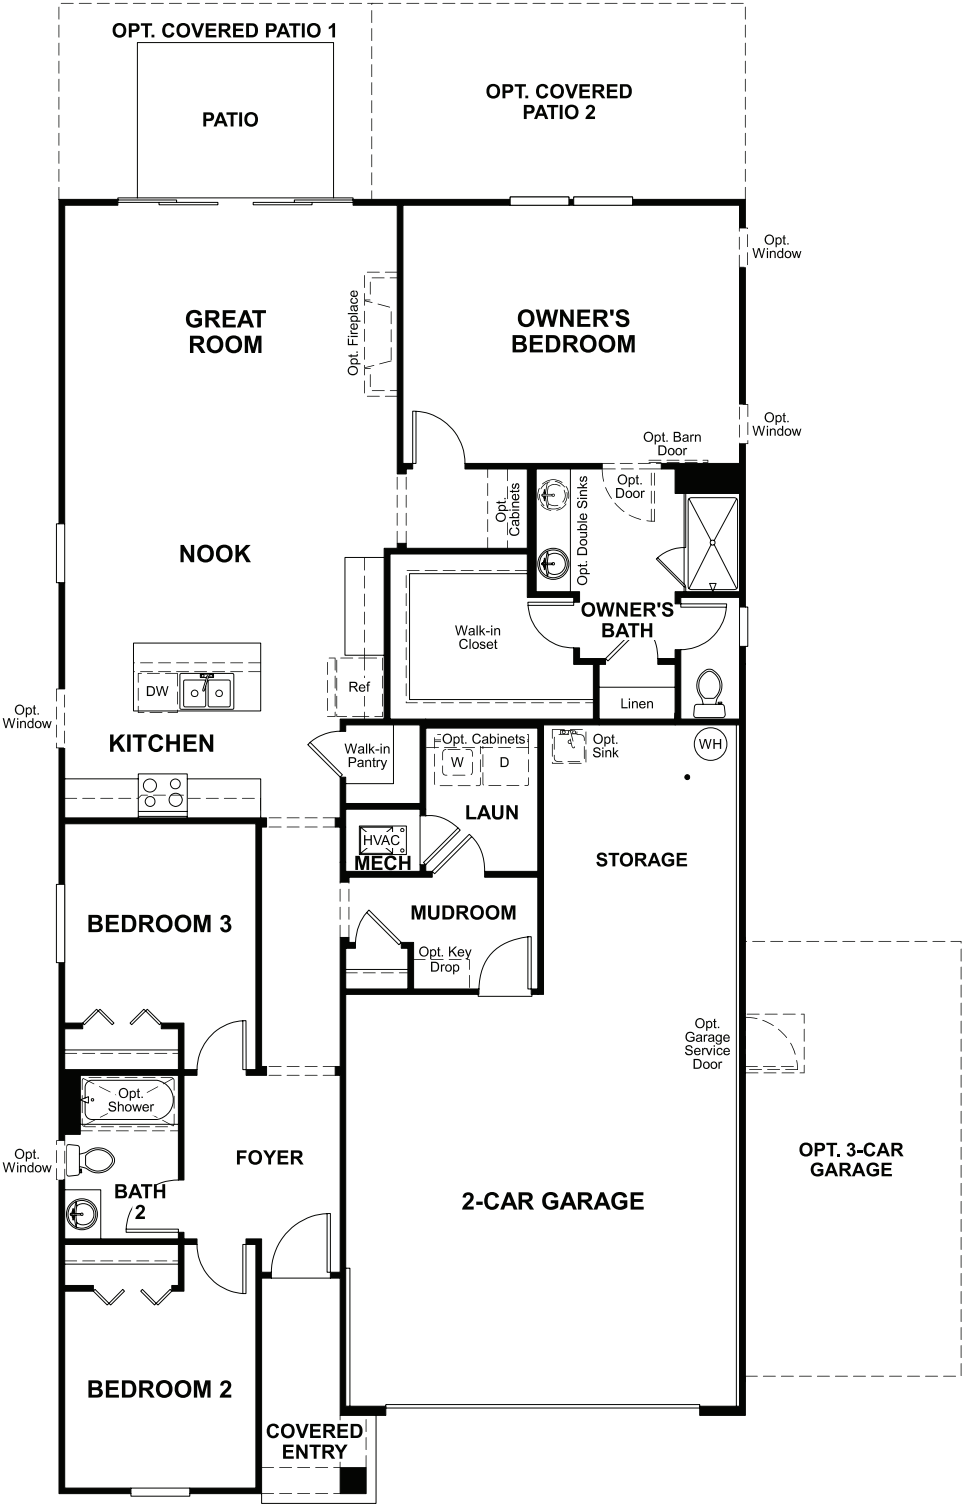 OPT. COVERED PATIO 1
PATIO
OPT. COVERED
PATIO 2
Opt.
Window
GREAT
ROOM
Opt. Fireplace
OWNER'S
BEDROOM
Opt.
Window
Opt. Barn
Door
Opt.
Door
Opt.
Cabinets
Opt. Double Sinks
NOOK
OWNER'S
BATH
Walk-in
Closet
Linen
DW
Ref
Opt.
Window
KITCHEN
Walk-in
Pantry
Opt. Cabinets
W
D
Opt.
Sink
WH
LAUN
HVAC
MECH
STORAGE
BEDROOM 3
MUDROOM
Opt. Key
Drop
Opt.
Garage
Service
Door
Opt.
Shower
Opt.
Window
BATH
2
FOYER
2-CAR GARAGE
OPT. 3-CAR
GARAGE
BEDROOM 2
COVERED
ENTRY